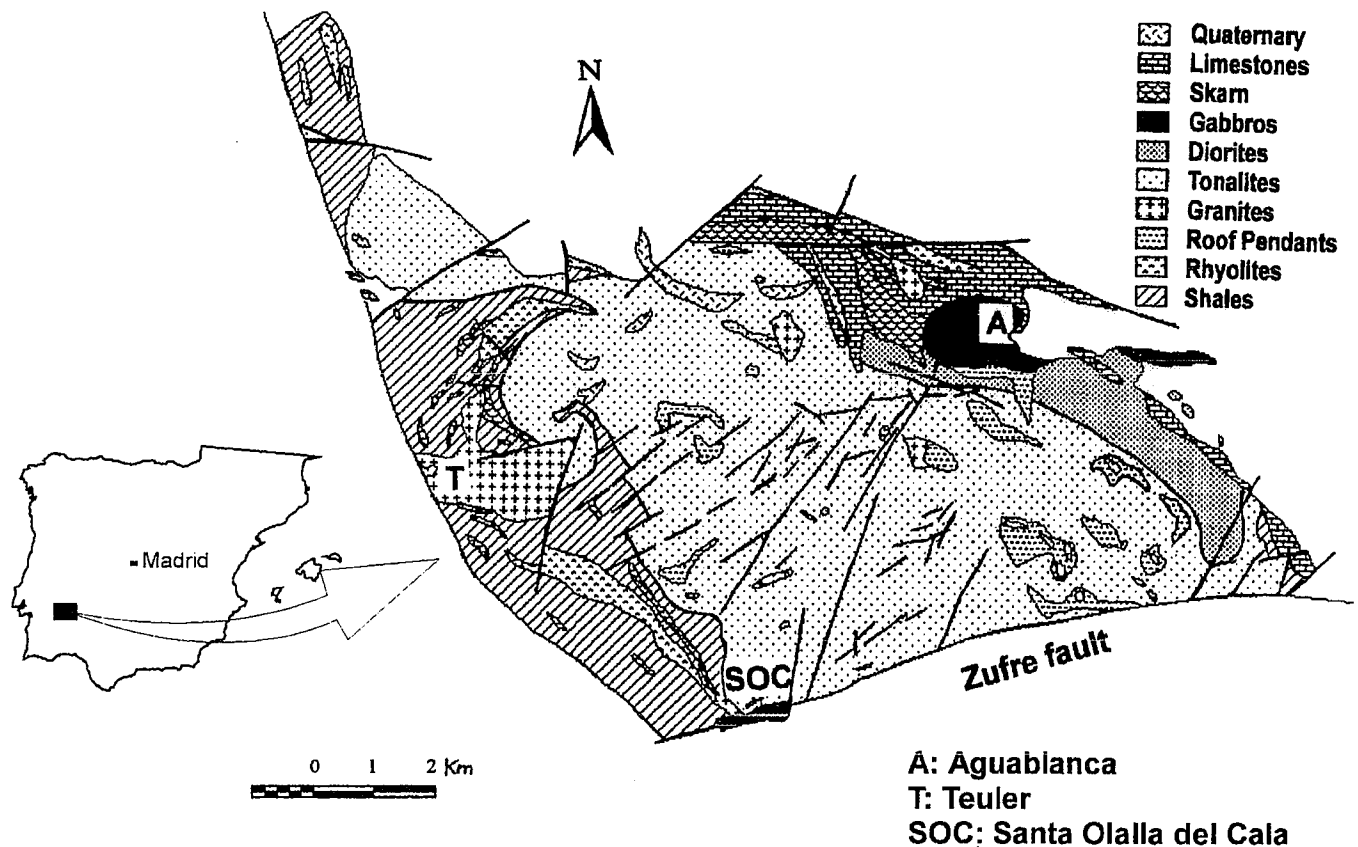 N
Quaternary
Limestones
Skarn
Gabbros
Diorites
Tonalites
Granites
Roof Pendants
Rhyolites
Shales
A
T
Madrid
SOC
Zufre fault
0 1 2 Km
A: Aguablanca
T: Teuler
SOC: Santa Olalla del Cala